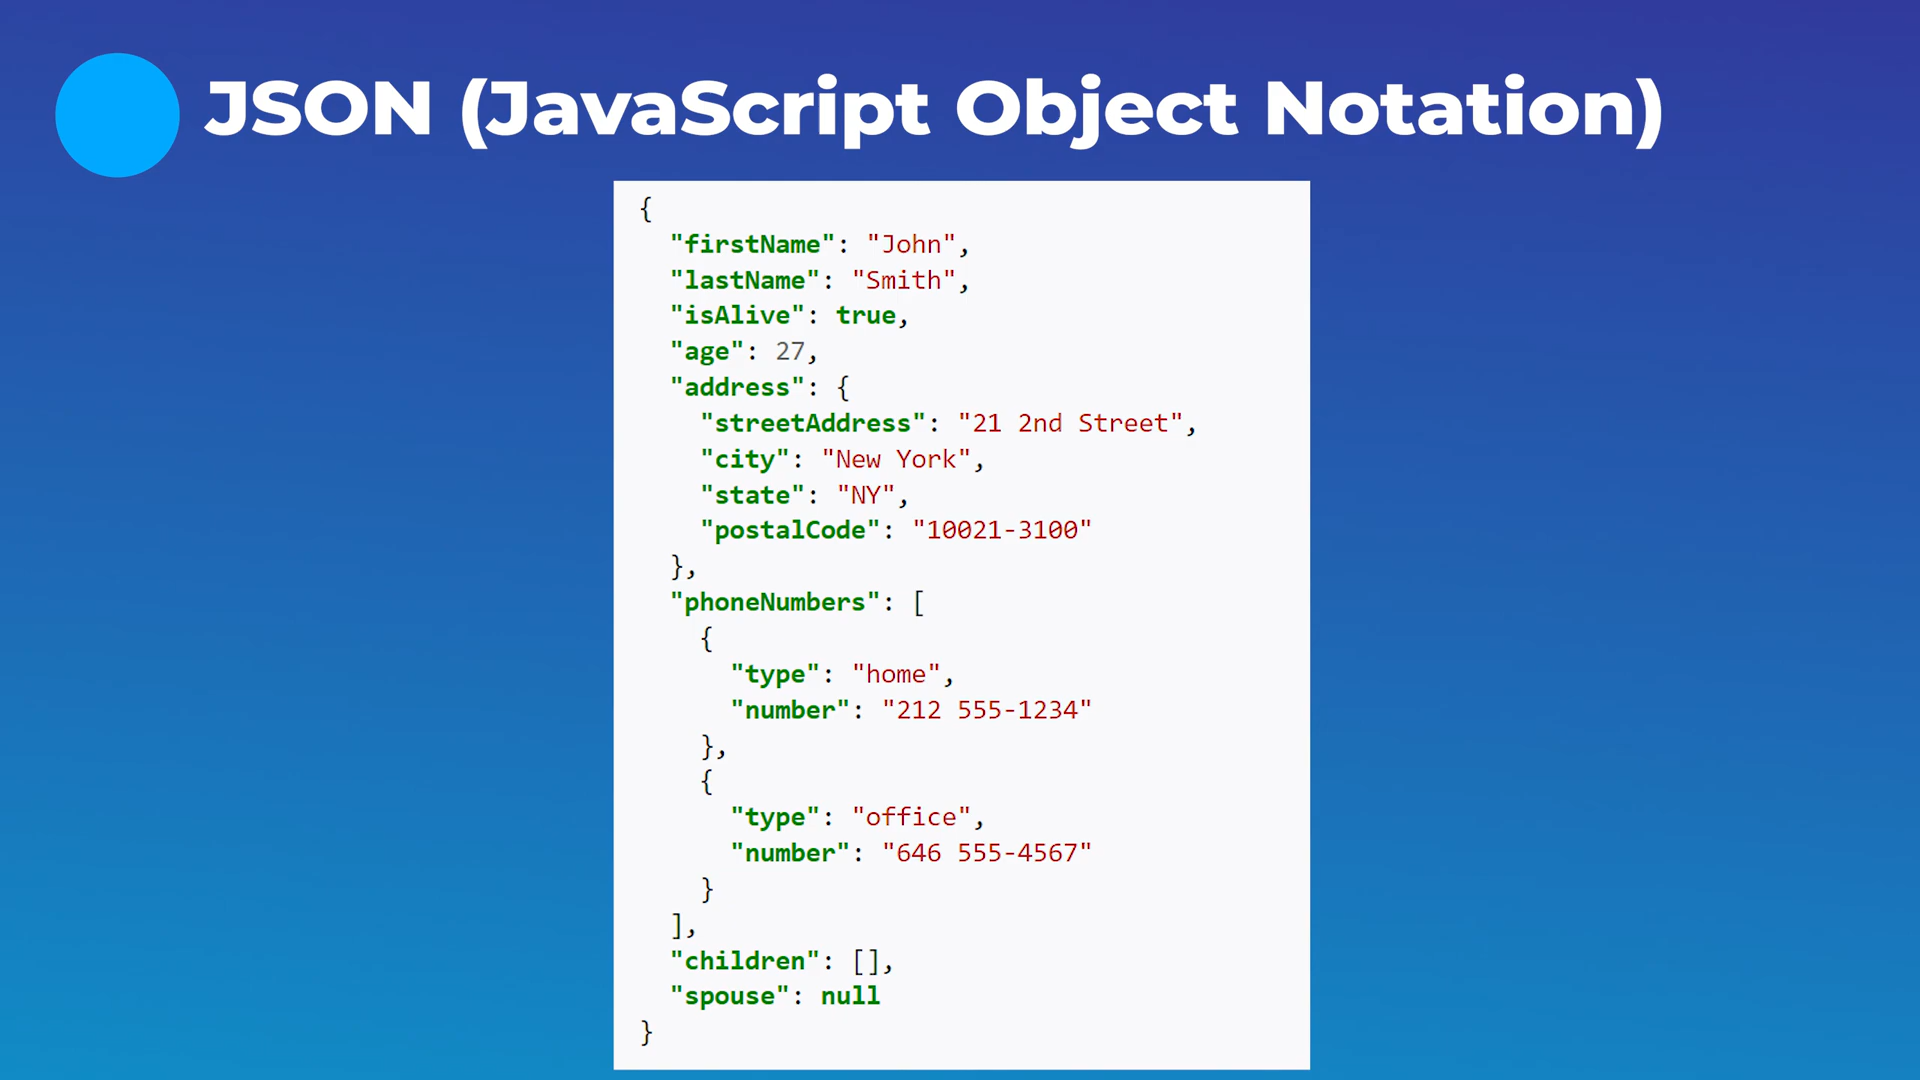 JSON (JavaScript Object Notation)
{
  "firstName": "John",
  "lastName": "Smith",
  "isAlive": true,
  "age": 27,
  "address": {
    "streetAddress": "21 2nd Street",
    "city": "New York",
    "state": "NY",
    "postalCode": "10021-3100"
  },
  "phoneNumbers": [
    {
      "type": "home",
      "number": "212 555-1234"
    },
    {
      "type": "office",
      "number": "646 555-4567"
    }
  ],
  "children": [],
  "spouse": null
}